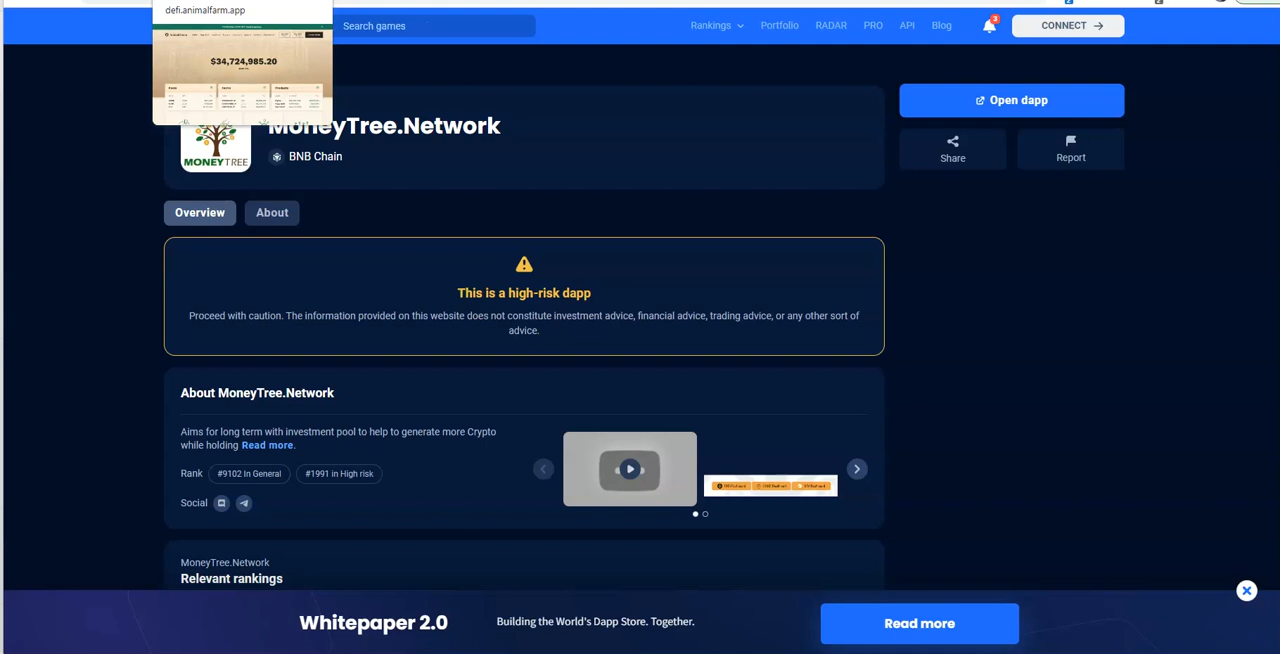 defi.animalfarm.app
$34,724,985.20
Search games
Rankings
Portfolio
RADAR
PRO
API
Blog
3
CONNECT
MoneyTree.Network
MONEYTREE
BNB Chain
Open dapp
Share
Report
Overview
About
This is a high-risk dapp
Proceed with caution. The information provided on this website does not constitute investment advice, financial advice, trading advice, or any other sort of
advice.
About MoneyTree.Network
Aims for long term with investment pool to help to generate more Crypto
while holding Read more.
Rank #9102 In General #1991 in High risk
Social
MoneyTree.Network
Relevant rankings
Whitepaper 2.0
Building the World's Dapp Store. Together.
Read more